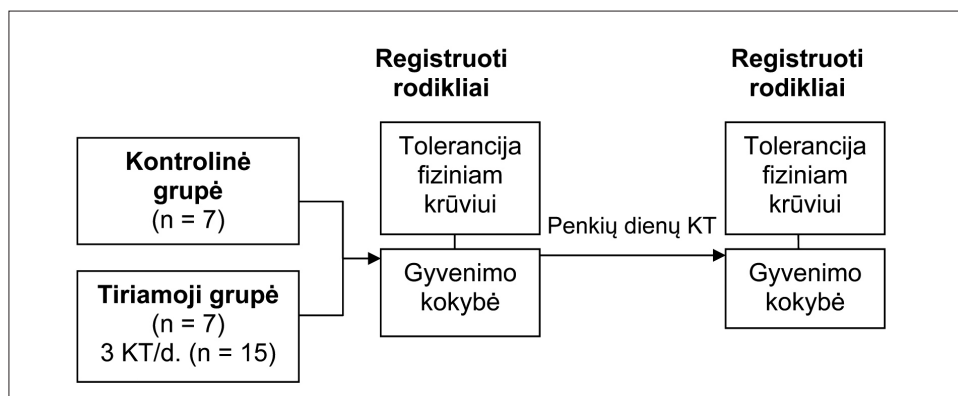 Registruoti
rodikliai
Registruoti
rodikliai
Kontrolinė
grupė
(n = 7)
Tiriamoji grupė
(n = 7)
3 KT/d. (n = 15)
Tolerancija
fiziniam
krūviui
Gyvenimo
kokybė
Penkių dienų KT
Tolerancija
fiziniam
krūviui
Gyvenimo
kokybė